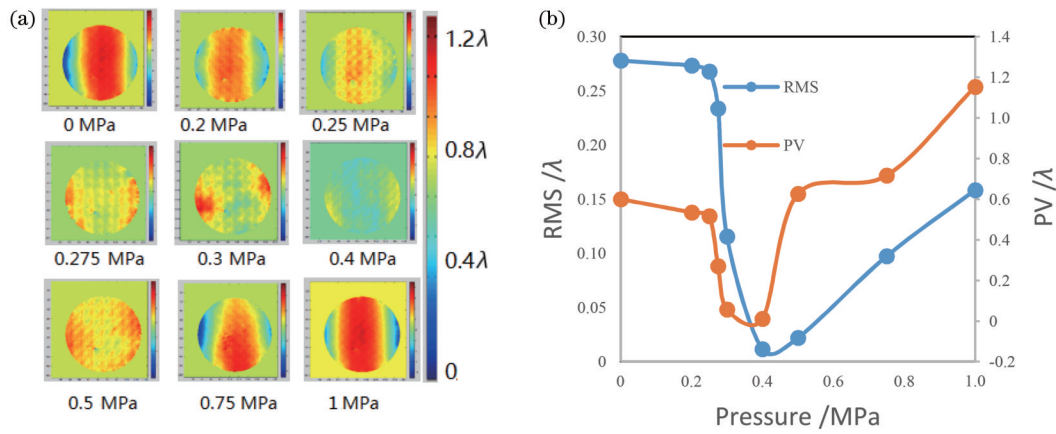 (a)
0 MPa
0.2 MPa
0.25 MPa
0.275 MPa
0.3 MPa
0.4 MPa
0.5 MPa
0.75 MPa
1 MPa
1.2λ
0.8λ
0.4λ
0
(b)
RMS /λ
0.30
0.25
0.20
0.15
0.10
0.05
0
RMS
PV
1.4
1.2
1.0
0.8
0.6
0.4
0.2
0
-0.2
PV /λ
0
0.2
0.4
0.6
0.8
1.0
Pressure /MPa